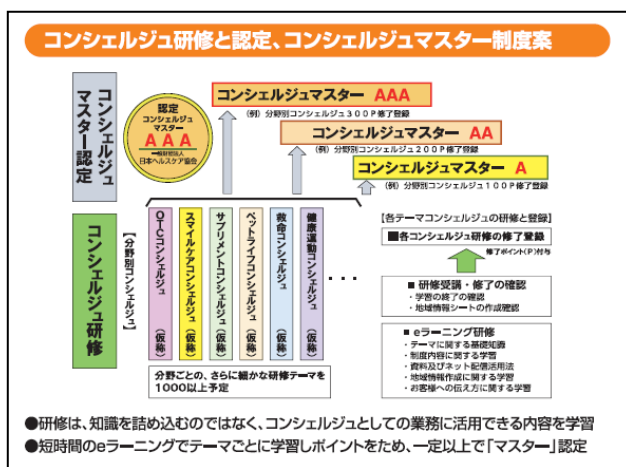 コンシェルジュ研修と認定、コンシェルジュマスター制度案
コンシェルジュ
マスター認定
認定
コンシェルジュ
マスター
AAA
一般財団法人
日本ヘルスケア協会
コンシェルジュマスター AAA
(例)分野別コンシェルジュ300P修了登録
コンシェルジュマスター AA
(例)分野別コンシェルジュ200P修了登録
コンシェルジュマスター A
(例)分野別コンシェルジュ100P修了登録
コンシェルジュ研修
【分野別コンシェルジュ】
OTCコンシェルジュ(仮称)
スマイルケアコンシェルジュ(仮称)
サプリメントコンシェルジュ(仮称)
ペットライフコンシェルジュ(仮称)
救命コンシェルジュ(仮称)
健康運動コンシェルジュ(仮称)
・・・
分野ごとの、さらに細かな研修テーマを
1000以上予定
【各テーマコンシェルジュの研修と登録】
■各コンシェルジュ研修の修了登録
修了ポイント(P)付与
■ 研修受講・修了の確認
・学習の終了の確認
・地域情報シートの作成確認
■ eラーニング研修
・テーマに関する基礎知識
・制度内容に関する学習
・資料及びネット配信活用法
・地域情報作成に関する学習
・お客様への伝え方に関する学習
●研修は、知識を詰め込むのではなく、コンシェルジュとしての業務に活用できる内容を学習
●短時間のeラーニングでテーマごとに学習しポイントをため、一定以上で「マスター」認定